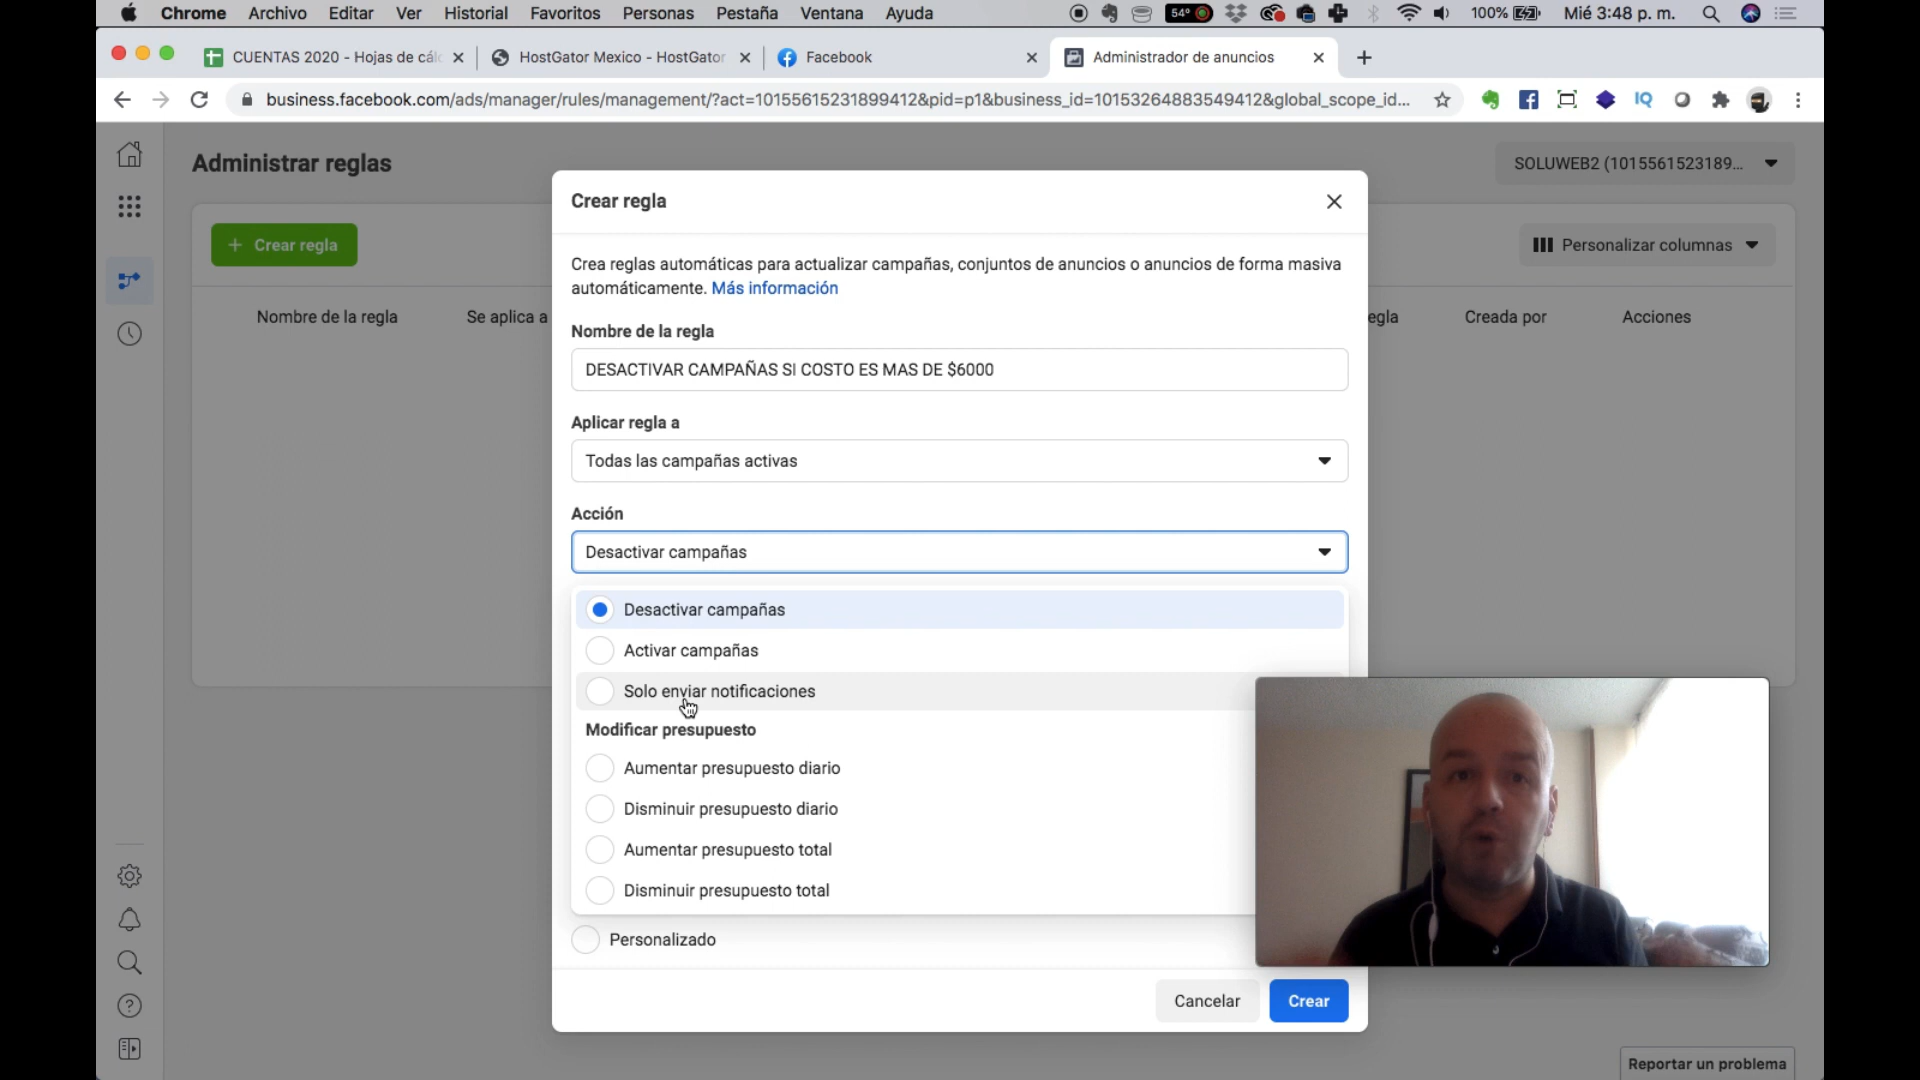 Chrome Archivo Editar Ver Historial Favoritos Personas Pestaña Ventana Ayuda 54° 100% Mié 3:48 p. m.
CUENTAS 2020 - Hojas de cálc HostGator Mexico - HostGator Facebook Administrador de anuncios
business.facebook.com/ads/manager/rules/management/?act=10155615231899412&pid=p1&business_id=10153264883549412&global_scope_id... IQ
Administrar reglas SOLUWEB2 (1015561523189...
Crear regla
+ Crear regla Personalizar columnas
Crea reglas automáticas para actualizar campañas, conjuntos de anuncios o anuncios de forma masiva
automáticamente. Más información
Nombre de la regla Se aplica a egla Creada por Acciones
Nombre de la regla
DESACTIVAR CAMPAÑAS SI COSTO ES MAS DE $6000
Aplicar regla a
Todas las campañas activas
Acción
Desactivar campañas
Desactivar campañas
Activar campañas
Solo enviar notificaciones
Modificar presupuesto
Aumentar presupuesto diario
Disminuir presupuesto diario
Aumentar presupuesto total
Disminuir presupuesto total
Personalizado
Cancelar Crear
Reportar un problema